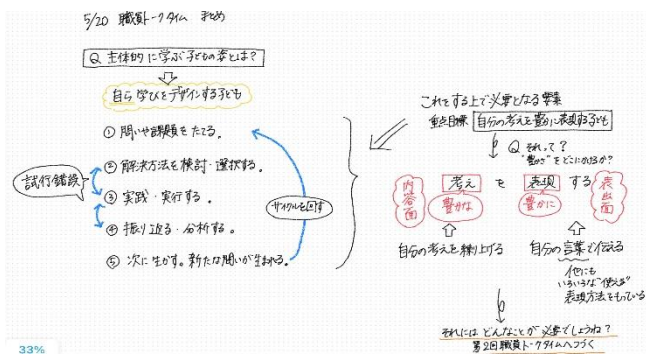 5/20 職員トークタイム まとめ
Q 主体的に学ぶ子どもの姿とは？
自ら学びをデザインする子ども
① 問いや課題をたてる。
② 解決方法を検討・選択する。
③ 実践・実行する。
④ 振り返る・分析する。
⑤ 次に生かす。新たな問いが生まれる。
試行・錯誤
サイクルを回す
これをする上で必要となる要素
重点目標 自分の考えを豊かに表現する子ども
Q それって？
"豊かさ"をどこにかけるか？
内容面
考え を 表現 する
豊かな 豊かに
表出面
自分の考えを練り上げる
自分の言葉で伝える
他にも
いろいろな"使える"
表現方法をもっている
それには どんなことが 必要でしょうね？
第2回職員トークタイムへつづく
33%